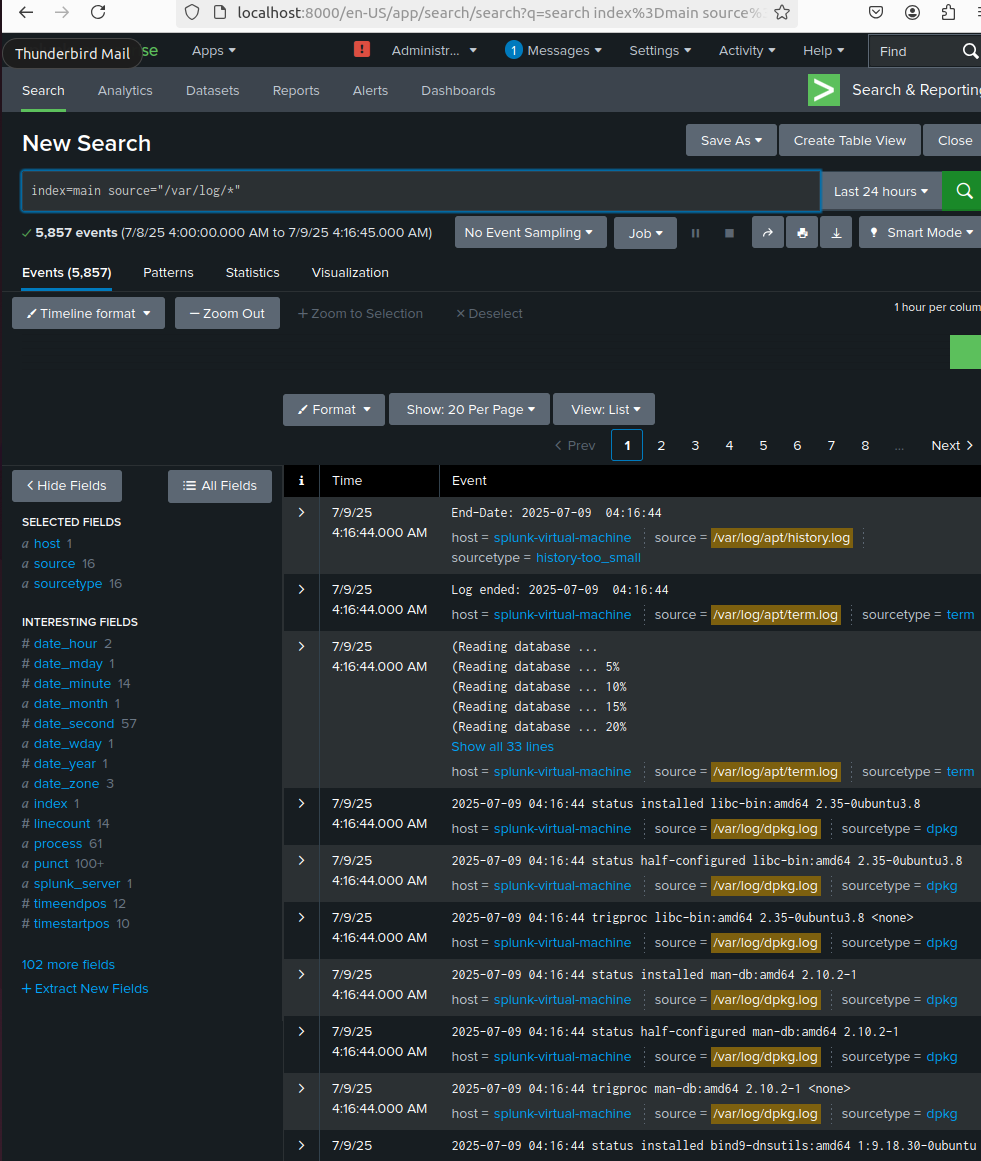 localhost:8000/en-US/app/search/search?q=search index%3Dmain source%
Thunderbird Mail
se Apps ! Administr... 1 Messages Settings Activity Help Find
Search Analytics Datasets Reports Alerts Dashboards > Search & Reporting
New Search Save As Create Table View Close
index=main source="/var/log/*" Last 24 hours
✓ 5,857 events (7/8/25 4:00:00.000 AM to 7/9/25 4:16:45.000 AM) No Event Sampling Job Smart Mode
Events (5,857) Patterns Statistics Visualization
Timeline format — Zoom Out + Zoom to Selection × Deselect 1 hour per colum
Format Show: 20 Per Page View: List
< Prev 1 2 3 4 5 6 7 8 ... Next >
< Hide Fields All Fields
SELECTED FIELDS
a host 1
a source 16
a sourcetype 16
INTERESTING FIELDS
# date_hour 2
# date_mday 1
# date_minute 14
a date_month 1
# date_second 57
a date_wday 1
# date_year 1
a date_zone 3
a index 1
# linecount 14
a process 61
a punct 100+
a splunk_server 1
# timeendpos 12
# timestartpos 10
102 more fields
+ Extract New Fields
i Time Event
> 7/9/25 End-Date: 2025-07-09  04:16:44
4:16:44.000 AM host = splunk-virtual-machine source = /var/log/apt/history.log
sourcetype = history-too_small
> 7/9/25 Log ended: 2025-07-09  04:16:44
4:16:44.000 AM host = splunk-virtual-machine source = /var/log/apt/term.log sourcetype = term
> 7/9/25 (Reading database ...
4:16:44.000 AM (Reading database ... 5%
(Reading database ... 10%
(Reading database ... 15%
(Reading database ... 20%
Show all 33 lines
host = splunk-virtual-machine source = /var/log/apt/term.log sourcetype = term
> 7/9/25 2025-07-09 04:16:44 status installed libc-bin:amd64 2.35-0ubuntu3.8
4:16:44.000 AM host = splunk-virtual-machine source = /var/log/dpkg.log sourcetype = dpkg
> 7/9/25 2025-07-09 04:16:44 status half-configured libc-bin:amd64 2.35-0ubuntu3.8
4:16:44.000 AM host = splunk-virtual-machine source = /var/log/dpkg.log sourcetype = dpkg
> 7/9/25 2025-07-09 04:16:44 trigproc libc-bin:amd64 2.35-0ubuntu3.8 <none>
4:16:44.000 AM host = splunk-virtual-machine source = /var/log/dpkg.log sourcetype = dpkg
> 7/9/25 2025-07-09 04:16:44 status installed man-db:amd64 2.10.2-1
4:16:44.000 AM host = splunk-virtual-machine source = /var/log/dpkg.log sourcetype = dpkg
> 7/9/25 2025-07-09 04:16:44 status half-configured man-db:amd64 2.10.2-1
4:16:44.000 AM host = splunk-virtual-machine source = /var/log/dpkg.log sourcetype = dpkg
> 7/9/25 2025-07-09 04:16:44 trigproc man-db:amd64 2.10.2-1 <none>
4:16:44.000 AM host = splunk-virtual-machine source = /var/log/dpkg.log sourcetype = dpkg
> 7/9/25 2025-07-09 04:16:44 status installed bind9-dnsutils:amd64 1:9.18.30-0ubuntu